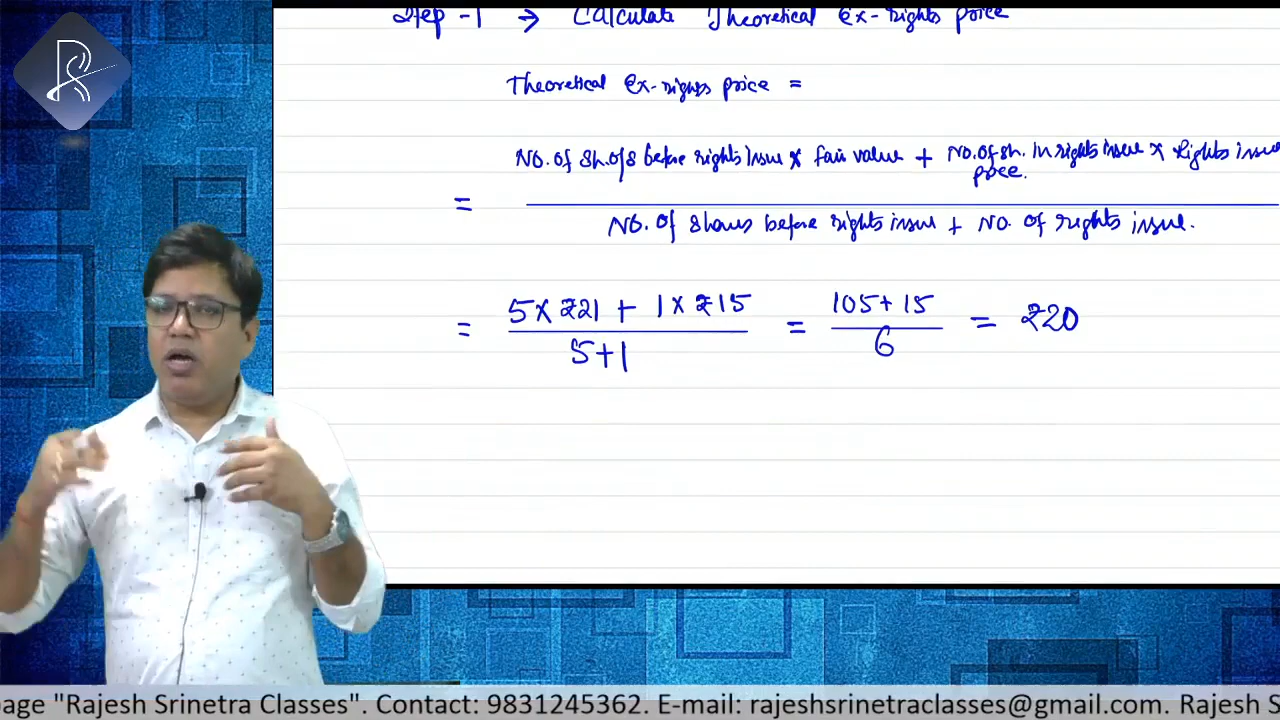 Step -1 → Calculate Theoretical Ex-rights price
Theoretical Ex-rights price =
No. of sh. o/s before rights issue x fair value + No. of sh. in rights issue x Rights issue
price.
=
No. of shares before rights issue + No. of rights issue.
= 5x ₹21 + 1 x ₹15 = 105+15 = ₹20
5+1 6
page "Rajesh Srinetra Classes". Contact: 9831245362. E-mail: rajeshsrinetraclasses@gmail.com. Rajesh S